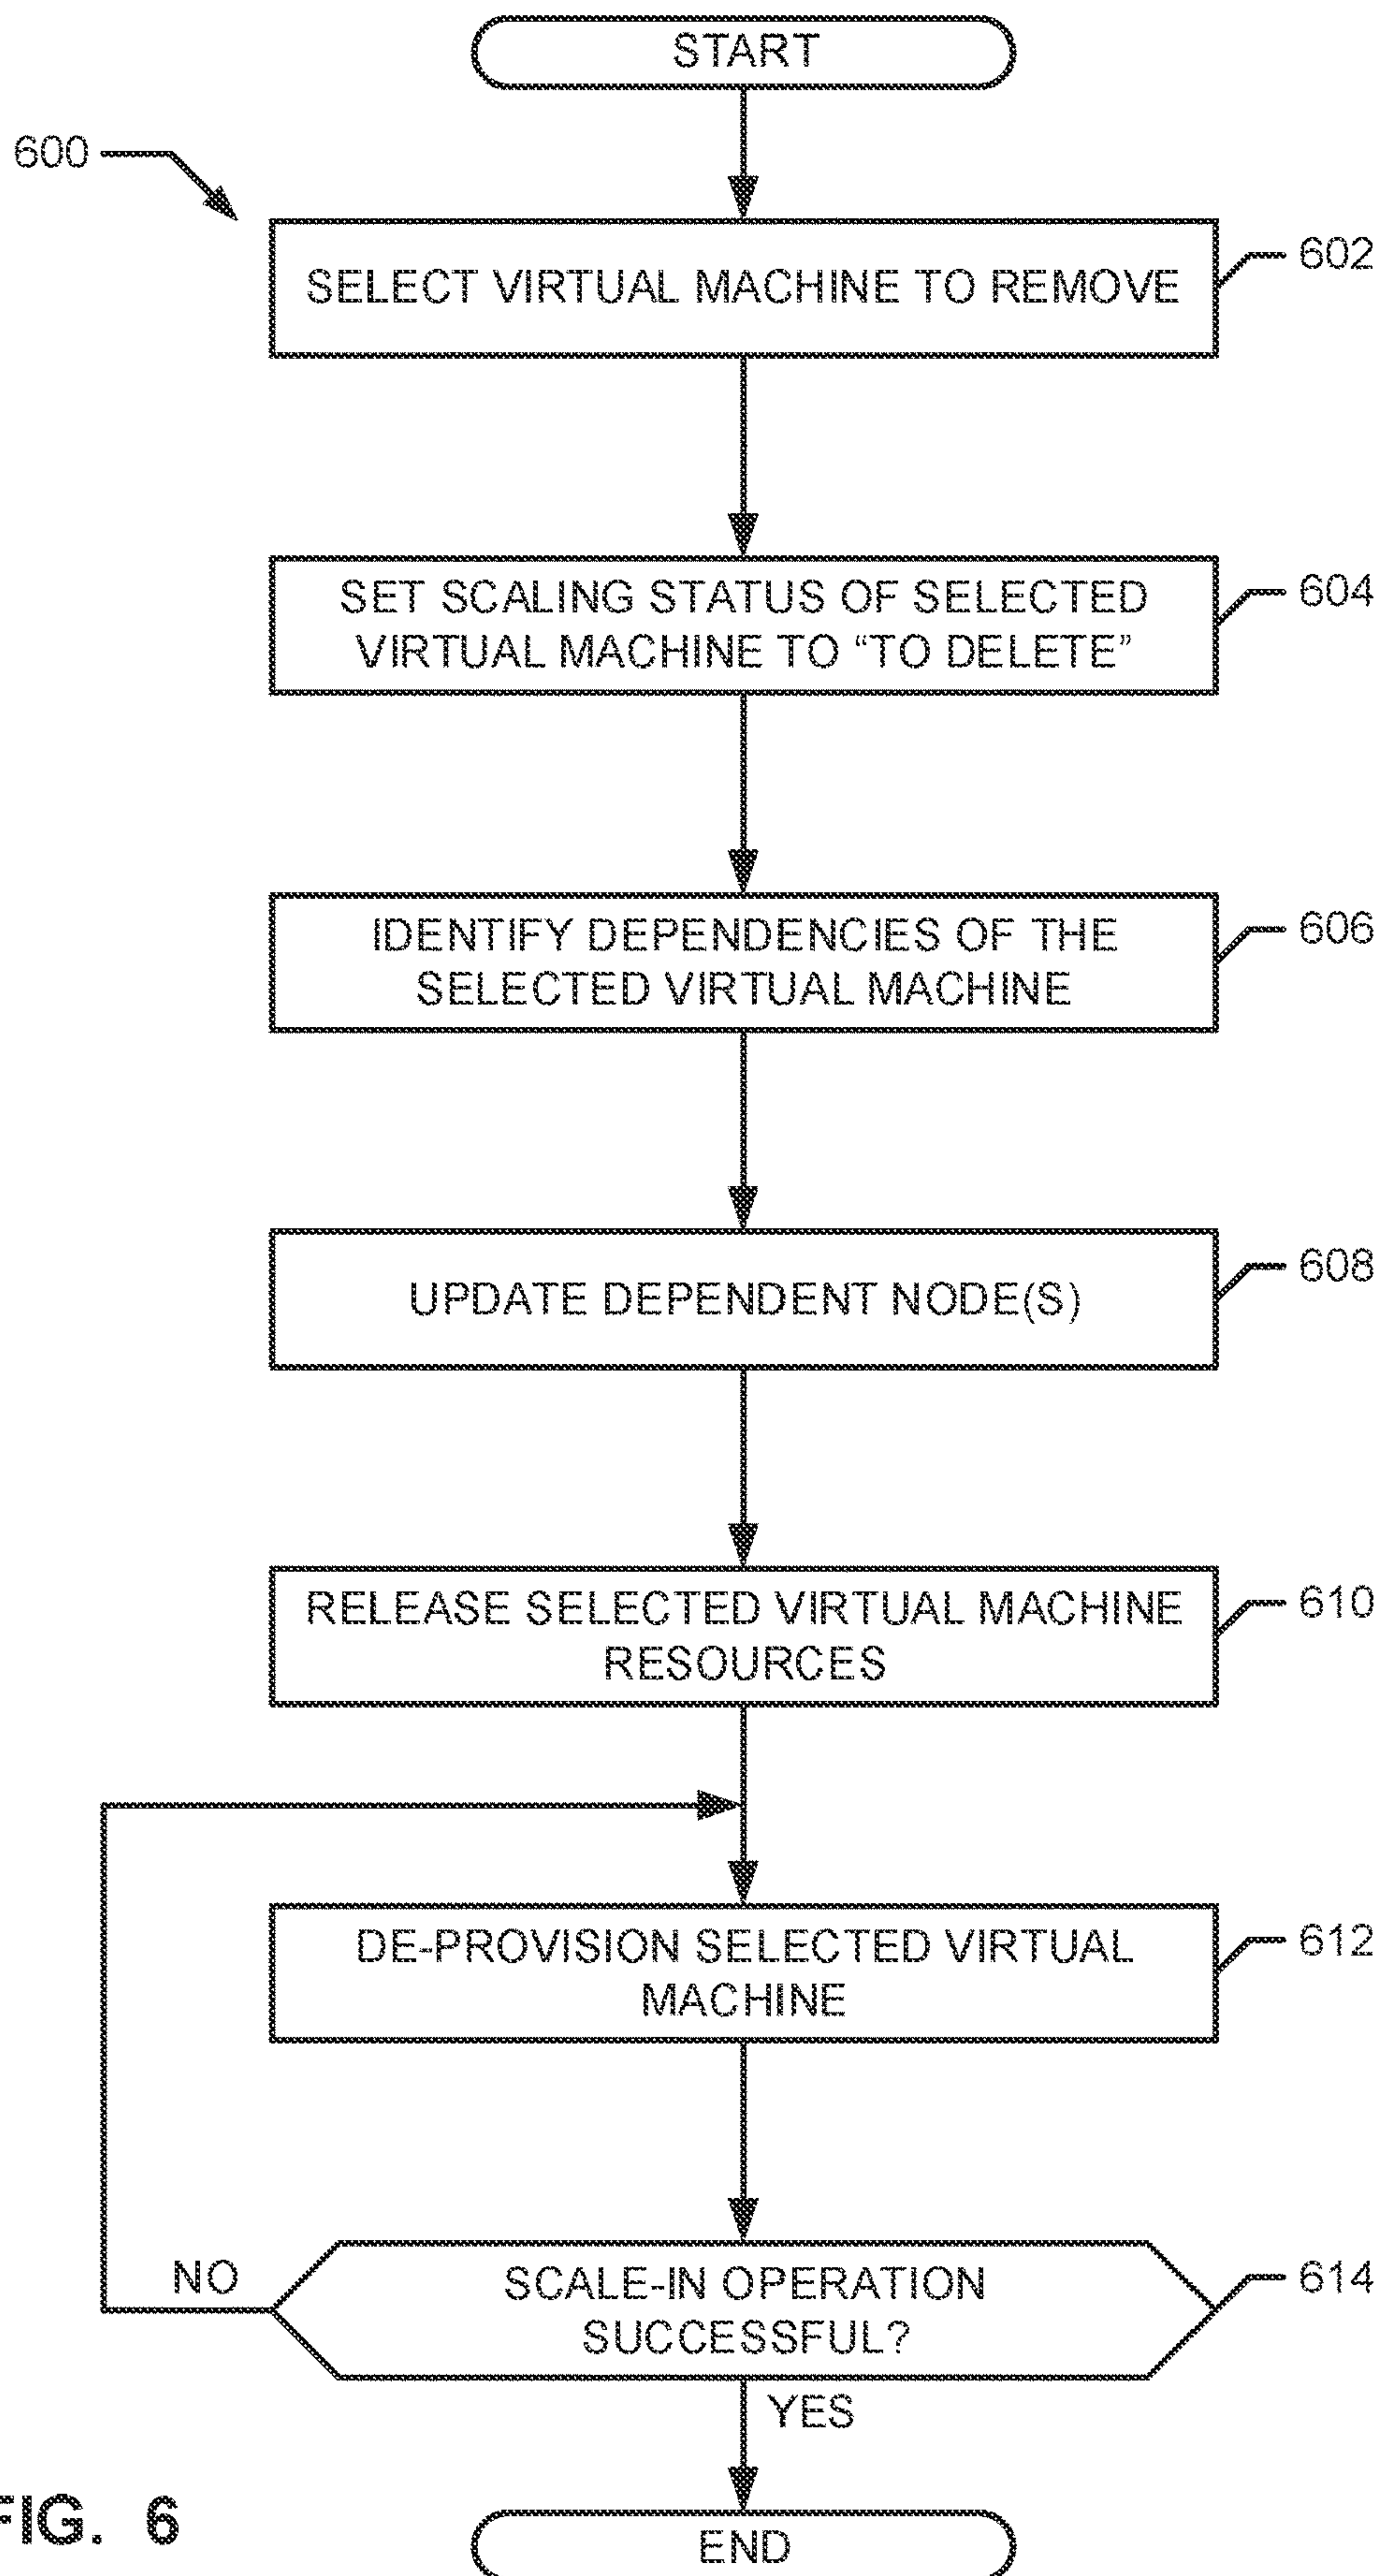 START
600
SELECT VIRTUAL MACHINE TO REMOVE
602
SET SCALING STATUS OF SELECTED
VIRTUAL MACHINE TO “TO DELETE”
604
IDENTIFY DEPENDENCIES OF THE
SELECTED VIRTUAL MACHINE
606
UPDATE DEPENDENT NODE(S)
608
RELEASE SELECTED VIRTUAL MACHINE
RESOURCES
610
DE-PROVISION SELECTED VIRTUAL
MACHINE
612
SCALE-IN OPERATION
SUCCESSFUL?
614
NO
YES
END
FIG. 6